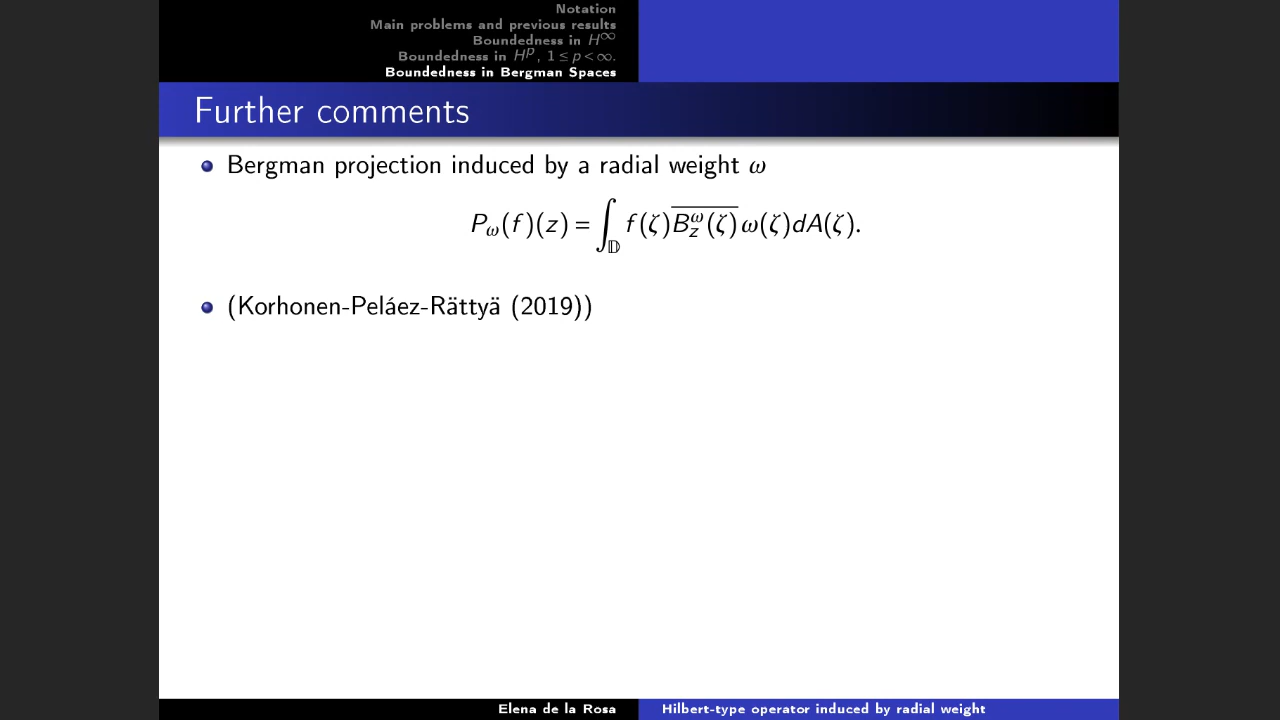 Notation
Main problems and previous results
Boundedness in H^∞
Boundedness in H^p, 1 ≤ p < ∞.
Boundedness in Bergman Spaces
Further comments
Bergman projection induced by a radial weight ω
P_ω(f)(z) = ∫_𝔻 f(ζ)\overline{B_z^ω(ζ)} ω(ζ)dA(ζ).
(Korhonen-Peláez-Rättyä (2019))
Elena de la Rosa
Hilbert-type operator induced by radial weight